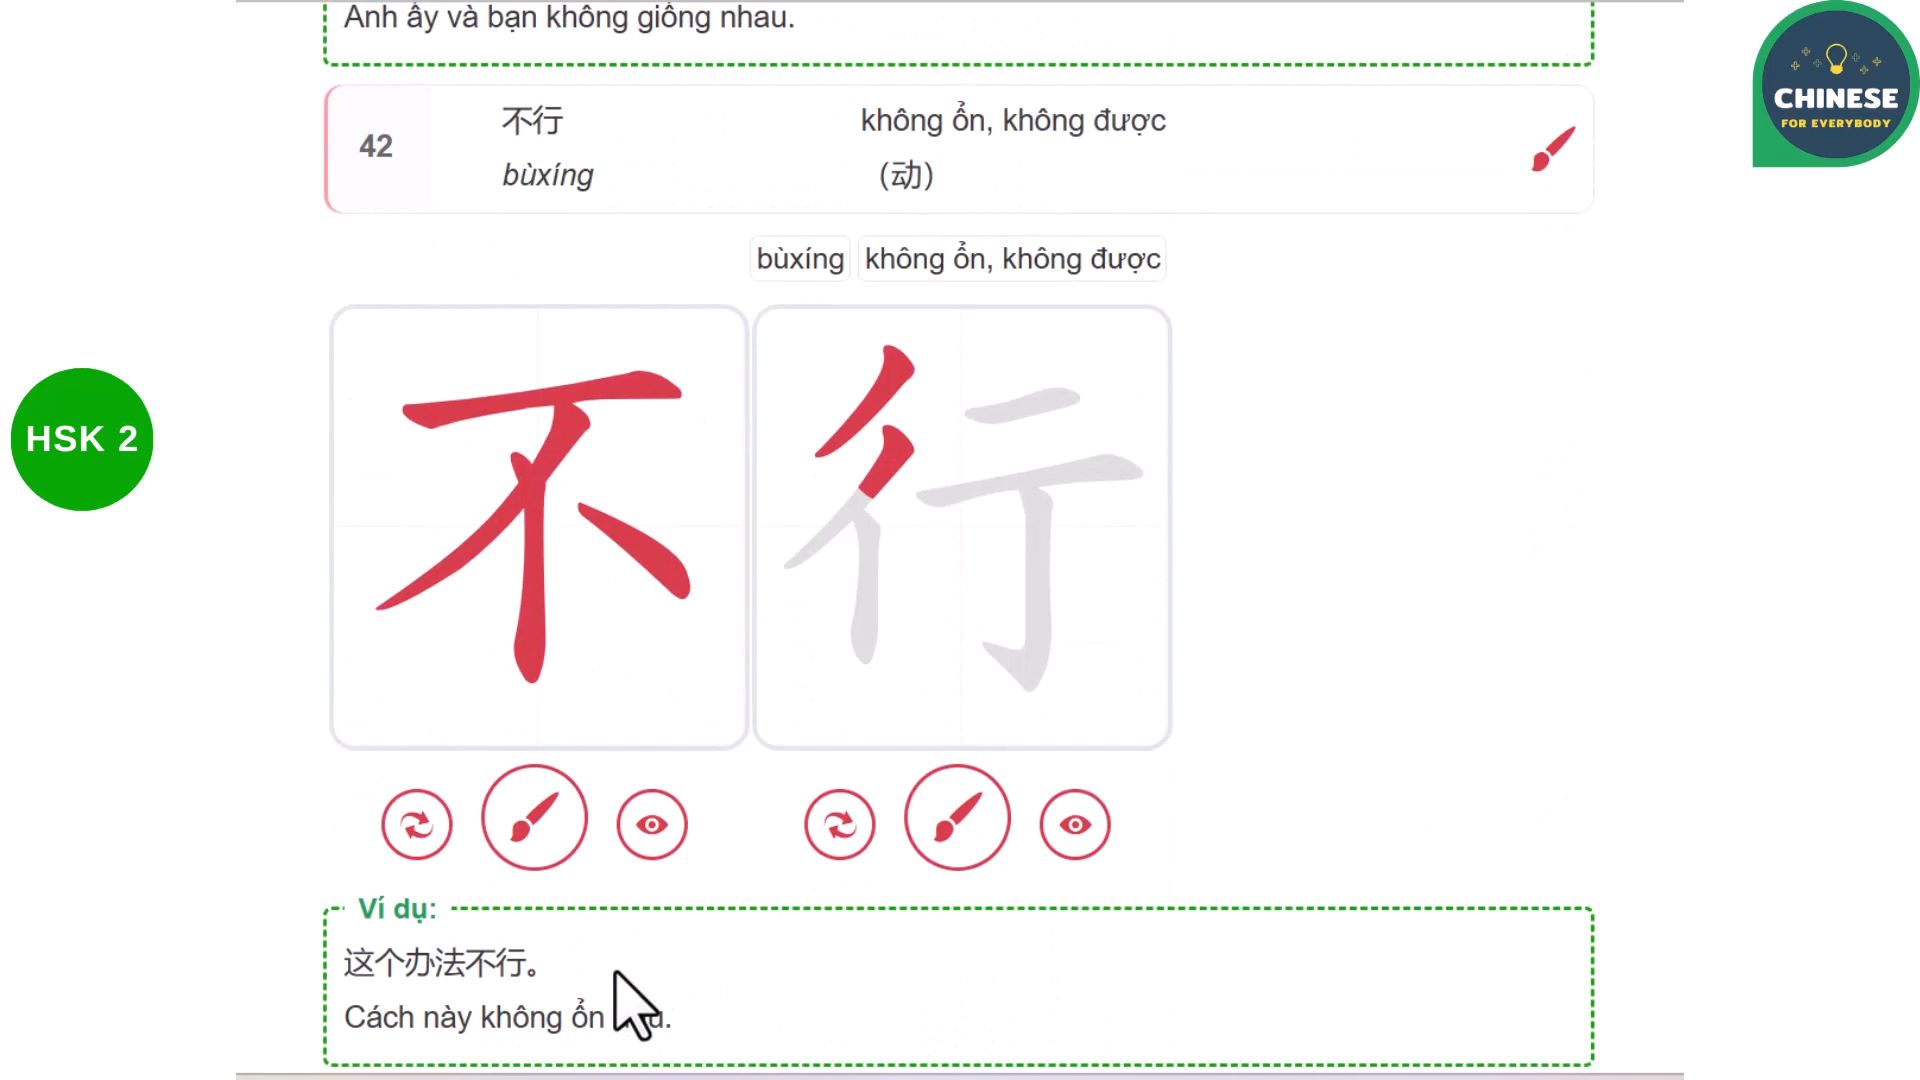 Anh ấy và bạn không giống nhau.
CHINESE
FOR EVERYBODY
42
不行
không ổn, không được
bùxíng
(动)
bùxíng
không ổn, không được
HSK 2
不行
Ví dụ:
这个办法不行。
Cách này không ổn